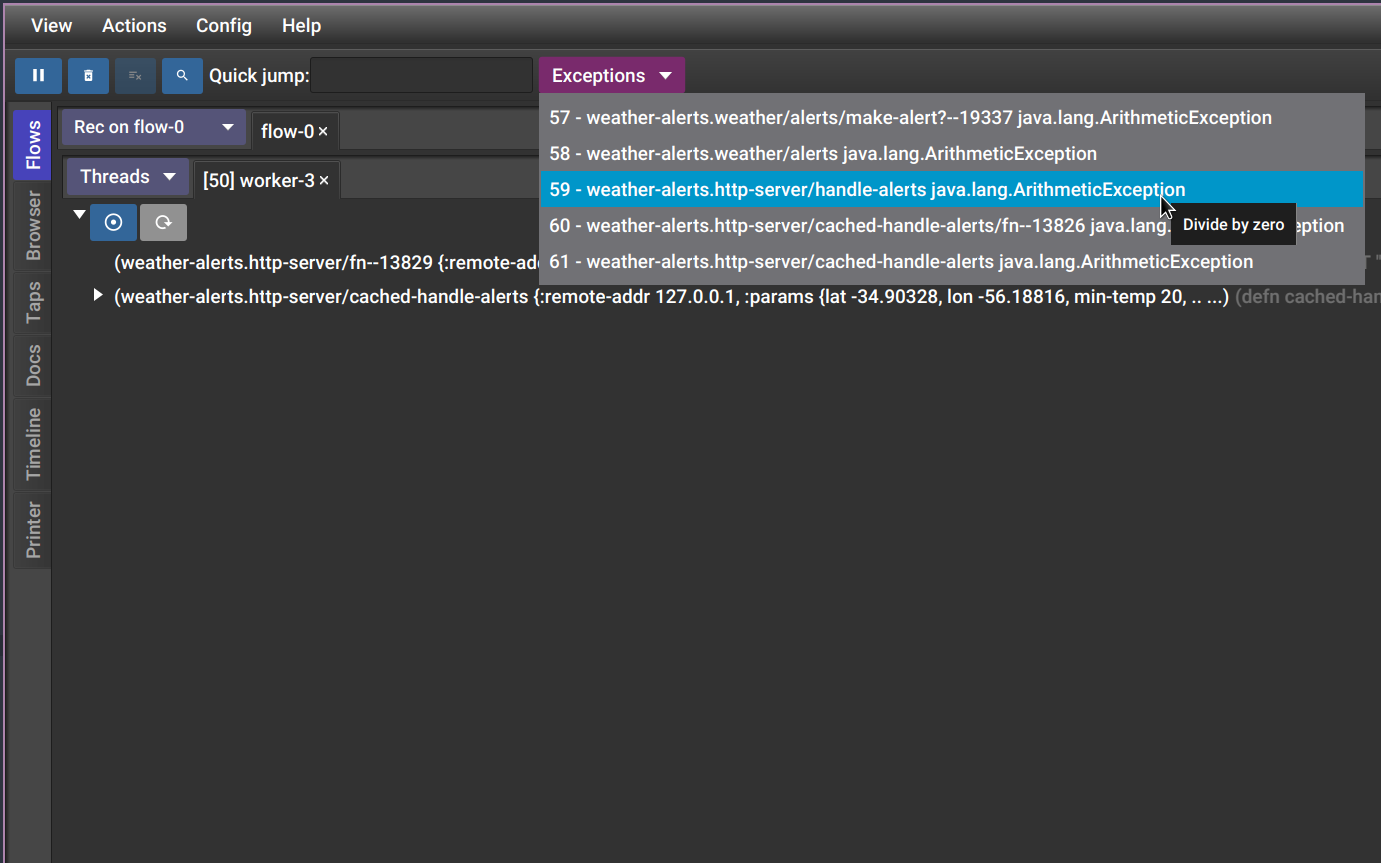 View Actions Config Help
Quick jump: Exceptions
57 - weather-alerts.weather/alerts/make-alert?--19337 java.lang.ArithmeticException
58 - weather-alerts.weather/alerts java.lang.ArithmeticException
59 - weather-alerts.http-server/handle-alerts java.lang.ArithmeticException
60 - weather-alerts.http-server/cached-handle-alerts/fn--13826 java.lang. eption
Divide by zero
61 - weather-alerts.http-server/cached-handle-alerts java.lang.ArithmeticException
Flows
Browser
Taps
Docs
Timeline
Printer
Rec on flow-0 flow-0 ×
Threads [50] worker-3 ×
(weather-alerts.http-server/fn--13829 {:remote-ad
(weather-alerts.http-server/cached-handle-alerts {:remote-addr 127.0.0.1, :params {lat -34.90328, lon -56.18816, min-temp 20, .. ...) (defn cached-han